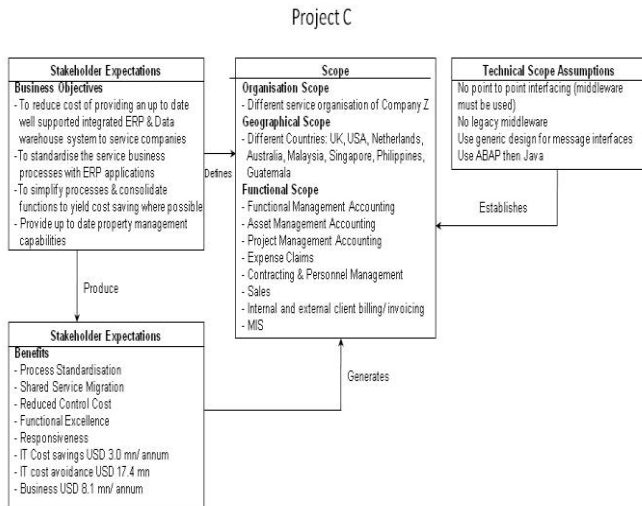 Project C
Stakeholder Expectations
Business Objectives
- To reduce cost of providing an up to date
well supported integrated ERP & Data
warehouse system to service companies
-To standardise the service business
processes with ERP applications
-To simplify processes & consolidate
functions to yield cost saving where possible
- Provide up to date property management
capabilities
Defines
Scope
Organisation Scope
- Different service organisation of Company Z
Geographical Scope
- Different Countries: UK, USA, Netherlands,
Australia, Malaysia, Singapore, Philippines,
Guatemala
Functional Scope
- Functional Management Accounting
- Asset Management Accounting
- Project Management Accounting
- Expense Claims
- Contracting & Personnel Management
- Sales
- Internal and external client billing/ invoicing
- MIS
Technical Scope Assumptions
No point to point interfacing (middleware
must be used)
No legacy middleware
Use generic design for message interfaces
Use ABAP then Java
Establishes
Produce
Stakeholder Expectations
Benefits
- Process Standardisation
- Shared Service Migration
- Reduced Control Cost
- Functional Excellence
- Responsiveness
- IT Cost savings USD 3.0 mn/ annum
- IT cost avoidance USD 17.4 mn
- Business USD 8.1 mn/ annum
Generates